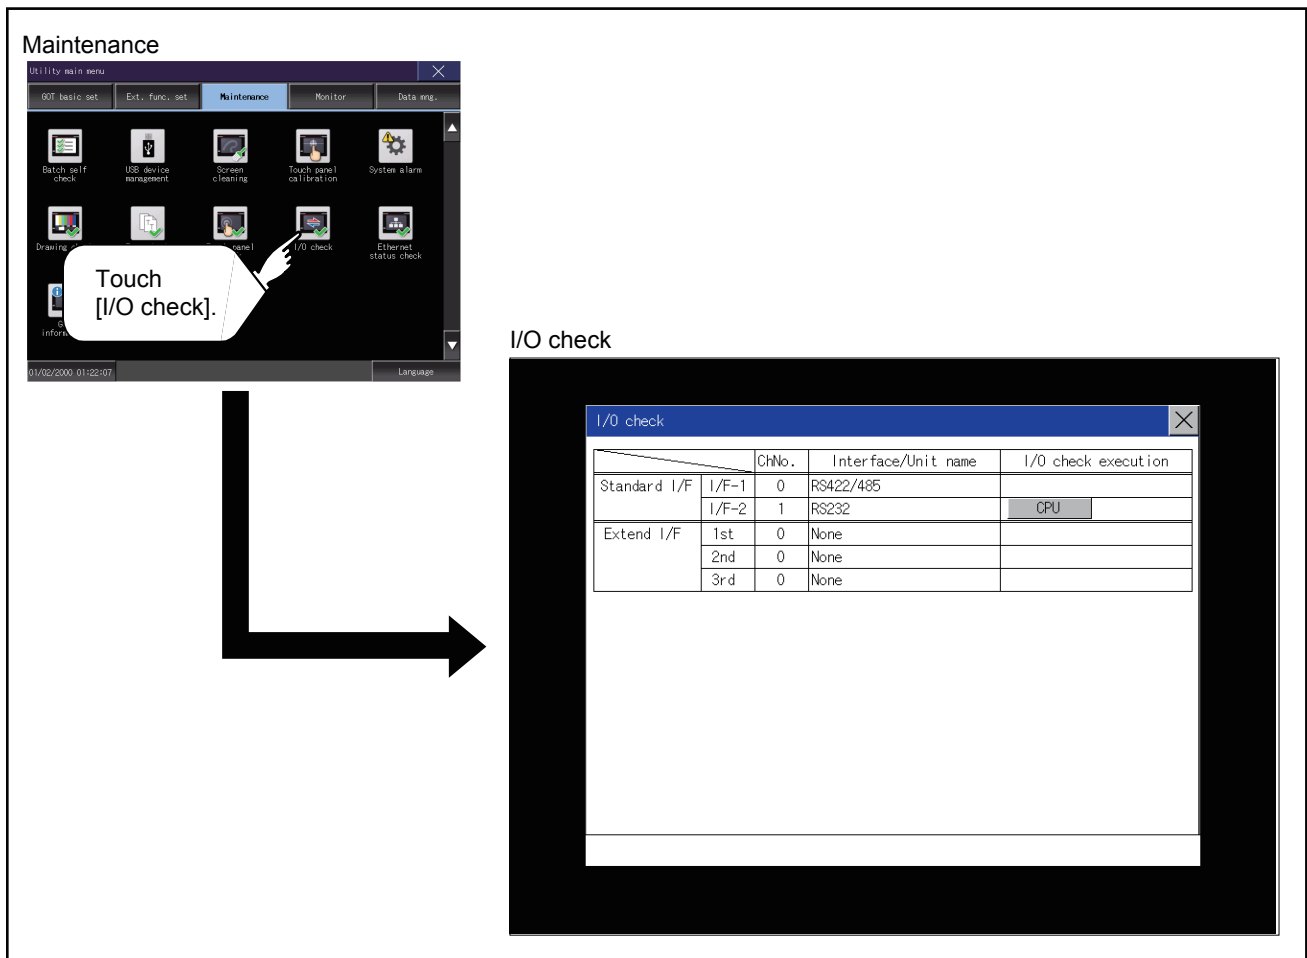 Maintenance
Utility main menu
GOT basic set Ext. func. set Maintenance Monitor Data mng.
Batch self check
USB device management
Screen cleaning
Touch panel calibration
System alarm
Drawing
panel
I/O check
Ethernet status check
Touch
[I/O check].
01/02/2000 01:22:07 Language
I/O check
I/O check
ChNo. Interface/Unit name I/O check execution
Standard I/F I/F-1 0 RS422/485
I/F-2 1 RS232 CPU
Extend I/F 1st 0 None
2nd 0 None
3rd 0 None